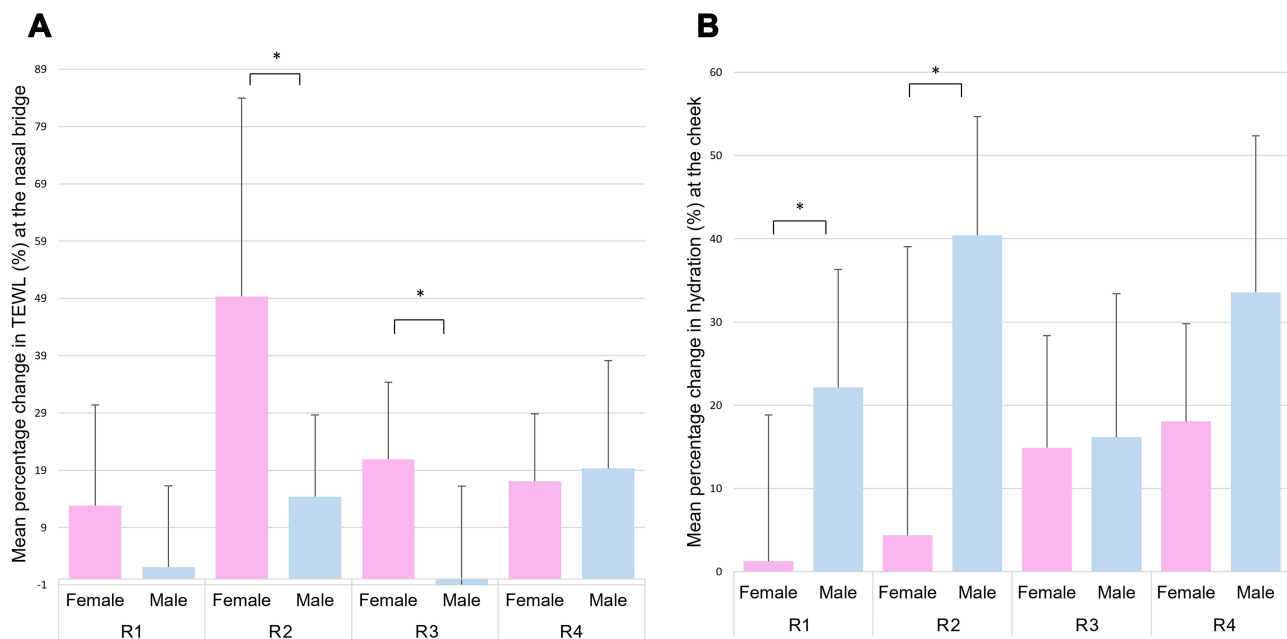 A
Mean percentage change in TEWL (%) at the nasal bridge
89
79
69
59
49
39
29
19
9
-1
*
*
Female Male Female Male Female Male Female Male
R1 R2 R3 R4
B
Mean percentage change in hydration (%) at the cheek
60
50
40
30
20
10
0
*
*
Female Male Female Male Female Male Female Male
R1 R2 R3 R4